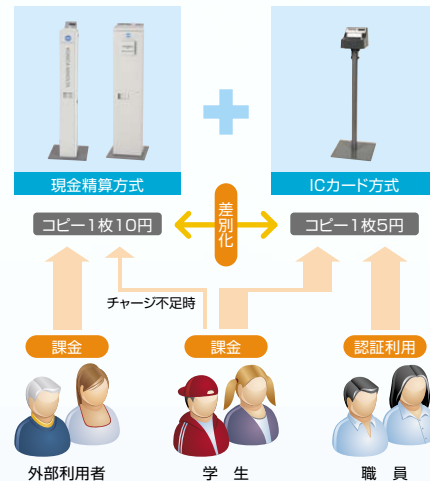 現金精算方式
ICカード方式
コピー1枚10円
差別化
コピー1枚5円
チャージ不足時
課金
課金
認証利用
外部利用者
学 生
職 員